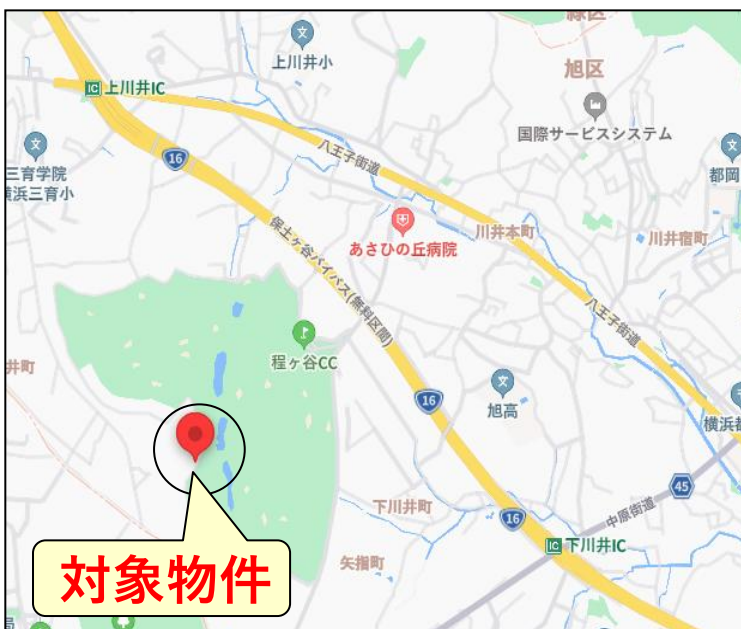 緑区
上川井小
旭区
上川井IC
国際サービスシステム
八王子街道
16
三育学院
横浜三育小
都岡
あさひの丘病院
川井本町
川井宿町
保土ヶ谷バイパス(無料区間)
八王子街道
程ヶ谷CC
井町
16
旭高
横浜都
45
下川井町
16
中原街道
下川井IC
矢指町
対象物件
局